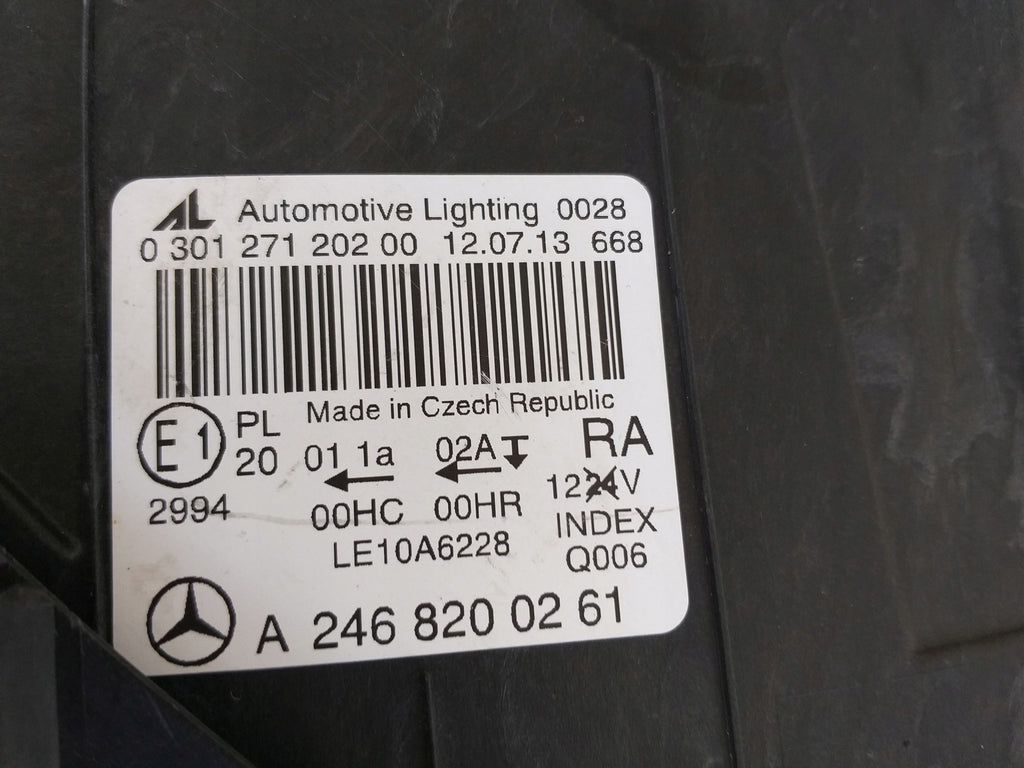 AL Automotive Lighting 0028
0 301 271 202 00 12.07.13 668
Made in Czech Republic
E1 PL 20 01 1a 02A RA
2994 00HC 00HR 1224V
LE10A6228 INDEX
Q006
A 246 820 02 61